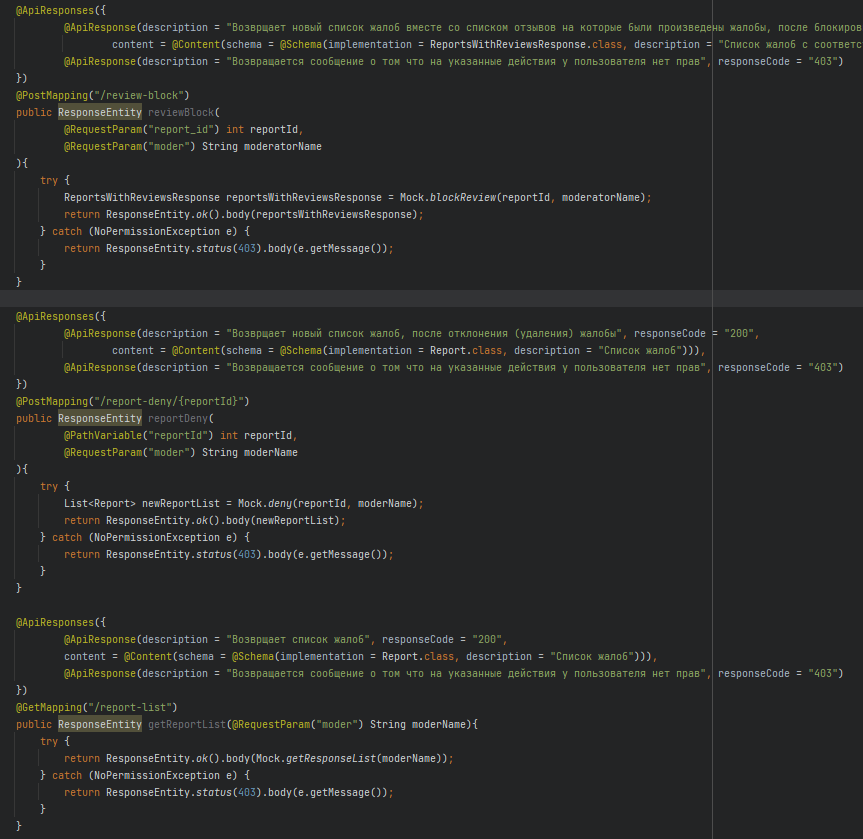 @ApiResponses({
@ApiResponse(description = "Возврщает новый список жалоб вместе со списком отзывов на которые были произведены жалобы, после блокиров
content = @Content(schema = @Schema(implementation = ReportsWithReviewsResponse.class, description = "Список жалоб с соответс
@ApiResponse(description = "Возвращается сообщение о том что на указанные действия у пользователя нет прав", responseCode = "403")
})
@PostMapping("/review-block")
public ResponseEntity reviewBlock(
@RequestParam("report_id") int reportId,
@RequestParam("moder") String moderatorName
){
try {
ReportsWithReviewsResponse reportsWithReviewsResponse = Mock.blockReview(reportId, moderatorName);
return ResponseEntity.ok().body(reportsWithReviewsResponse);
} catch (NoPermissionException e) {
return ResponseEntity.status(403).body(e.getMessage());
}
}
@ApiResponses({
@ApiResponse(description = "Возврщает новый список жалоб, после отклонения (удаления) жалобы", responseCode = "200",
content = @Content(schema = @Schema(implementation = Report.class, description = "Список жалоб"))),
@ApiResponse(description = "Возвращается сообщение о том что на указанные действия у пользователя нет прав", responseCode = "403")
})
@PostMapping("/report-deny/{reportId}")
public ResponseEntity reportDeny(
@PathVariable("reportId") int reportId,
@RequestParam("moder") String moderName
){
try {
List<Report> newReportList = Mock.deny(reportId, moderName);
return ResponseEntity.ok().body(newReportList);
} catch (NoPermissionException e) {
return ResponseEntity.status(403).body(e.getMessage());
}
}
@ApiResponses({
@ApiResponse(description = "Возврщает список жалоб", responseCode = "200",
content = @Content(schema = @Schema(implementation = Report.class, description = "Список жалоб"))),
@ApiResponse(description = "Возвращается сообщение о том что на указанные действия у пользователя нет прав", responseCode = "403")
})
@GetMapping("/report-list")
public ResponseEntity getReportList(@RequestParam("moder") String moderName){
try {
return ResponseEntity.ok().body(Mock.getResponseList(moderName));
} catch (NoPermissionException e) {
return ResponseEntity.status(403).body(e.getMessage());
}
}